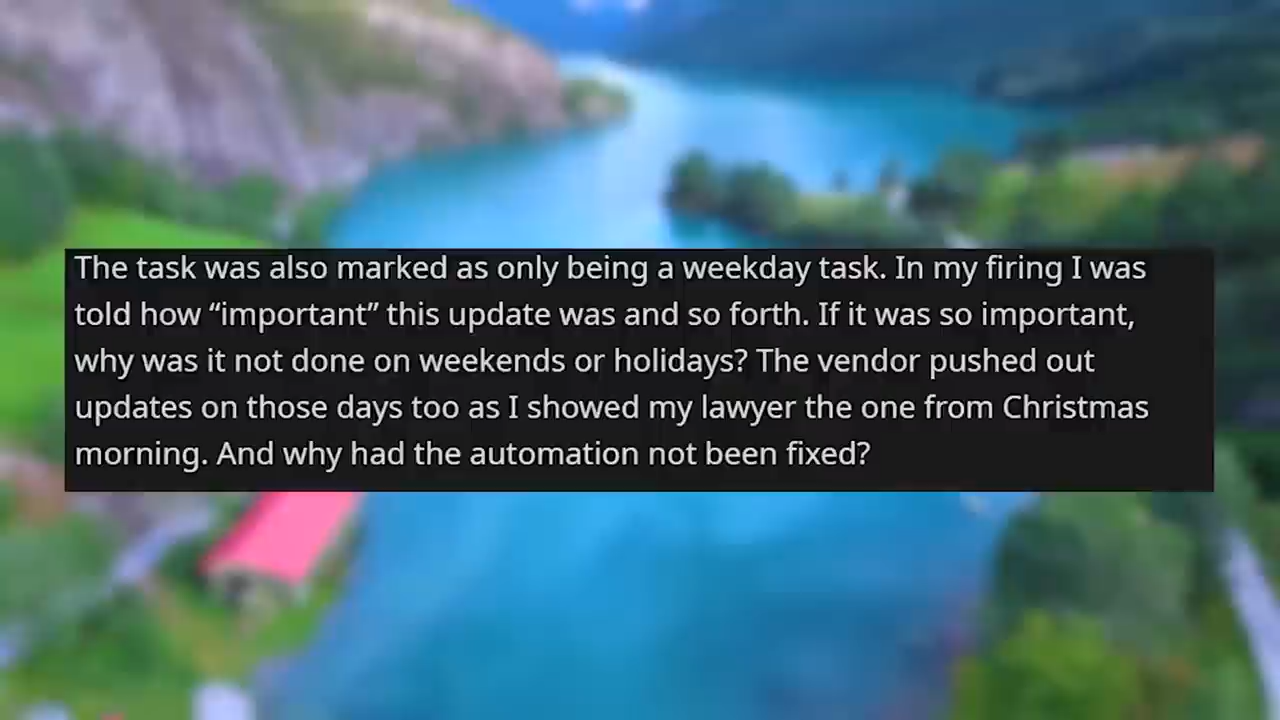 The task was also marked as only being a weekday task. In my firing I was
told how “important” this update was and so forth. If it was so important,
why was it not done on weekends or holidays? The vendor pushed out
updates on those days too as I showed my lawyer the one from Christmas
morning. And why had the automation not been fixed?